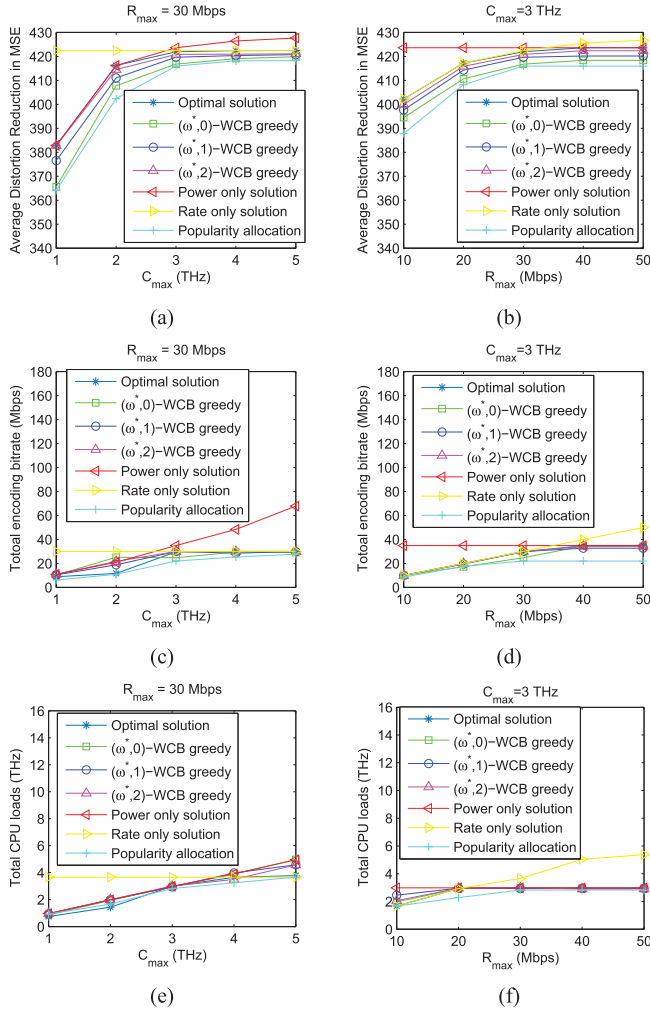 R_max = 30 Mbps
Average Distortion Reduction in MSE
430
420
410
400
390
380
370
360
350
340
Optimal solution
(ω*,0)−WCB greedy
(ω*,1)−WCB greedy
(ω*,2)−WCB greedy
Power only solution
Rate only solution
Popularity allocation
1 2 3 4 5
C_max (THz)
(a)
C_max=3 THz
Average Distortion Reduction in MSE
430
420
410
400
390
380
370
360
350
340
Optimal solution
(ω*,0)−WCB greedy
(ω*,1)−WCB greedy
(ω*,2)−WCB greedy
Power only solution
Rate only solution
Popularity allocation
10 20 30 40 50
R_max (Mbps)
(b)
R_max = 30 Mbps
Totoal encoding bitrate (Mbps)
180
160
140
120
100
80
60
40
20
0
Optimal solution
(ω*,0)−WCB greedy
(ω*,1)−WCB greedy
(ω*,2)−WCB greedy
Power only solution
Rate only solution
Popularity allocation
1 2 3 4 5
C_max (THz)
(c)
C_max=3 THz
Totoal encoding bitrate (Mbps)
180
160
140
120
100
80
60
40
20
0
Optimal solution
(ω*,0)−WCB greedy
(ω*,1)−WCB greedy
(ω*,2)−WCB greedy
Power only solution
Rate only solution
Popularity allocation
10 20 30 40 50
R_max (Mbps)
(d)
R_max = 30 Mbps
Total CPU loads (THz)
16
14
12
10
8
6
4
2
0
Optimal solution
(ω*,0)−WCB greedy
(ω*,1)−WCB greedy
(ω*,2)−WCB greedy
Power only solution
Rate only solution
Popularity allocation
1 2 3 4 5
C_max (THz)
(e)
C_max=3 THz
Total CPU loads (THz)
16
14
12
10
8
6
4
2
0
Optimal solution
(ω*,0)−WCB greedy
(ω*,1)−WCB greedy
(ω*,2)−WCB greedy
Power only solution
Rate only solution
Popularity allocation
10 20 30 40 50
R_max (Mbps)
(f)